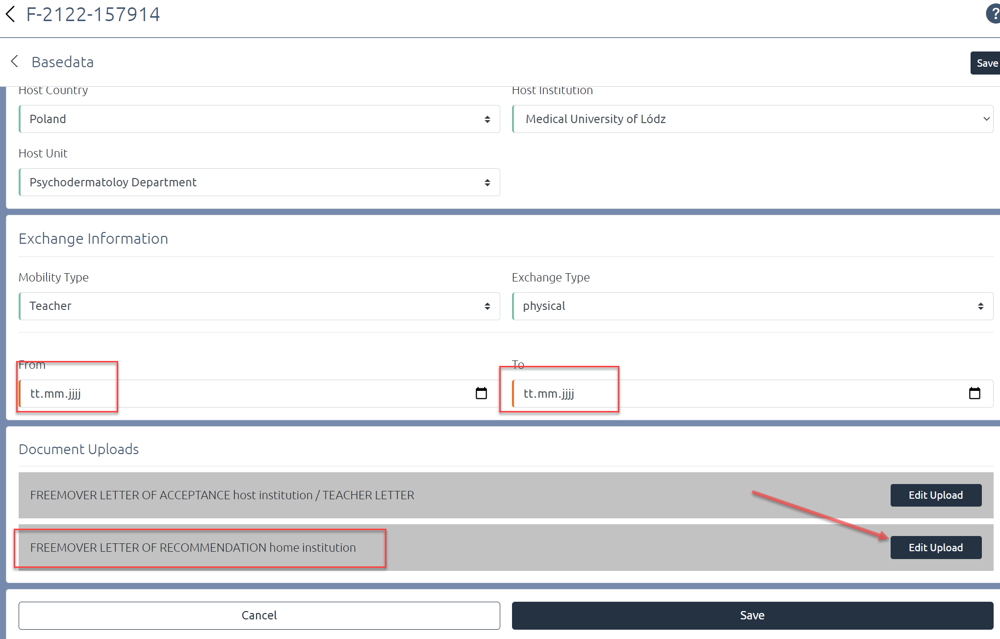 F-2122-157914
?
Basedata
Save
Host Country
Host Institution
Poland
Medical University of Lódz
Host Unit
Psychodermatoloy Department
Exchange Information
Mobility Type
Exchange Type
Teacher
physical
From
To
tt.mm.jjjj
tt.mm.jjjj
Document Uploads
FREEMOVER LETTER OF ACCEPTANCE host institution / TEACHER LETTER
Edit Upload
FREEMOVER LETTER OF RECOMMENDATION home institution
Edit Upload
Cancel
Save